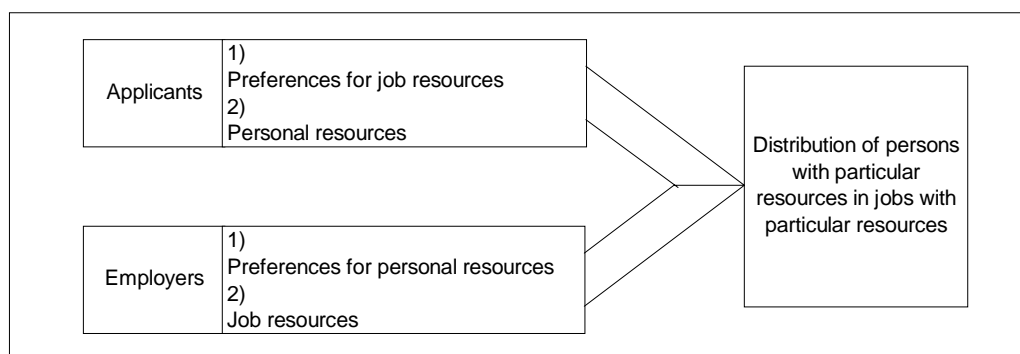 Applicants
1)
Preferences for job resources
2)
Personal resources
Employers
1)
Preferences for personal resources
2)
Job resources
Distribution of persons
with particular
resources in jobs with
particular resources